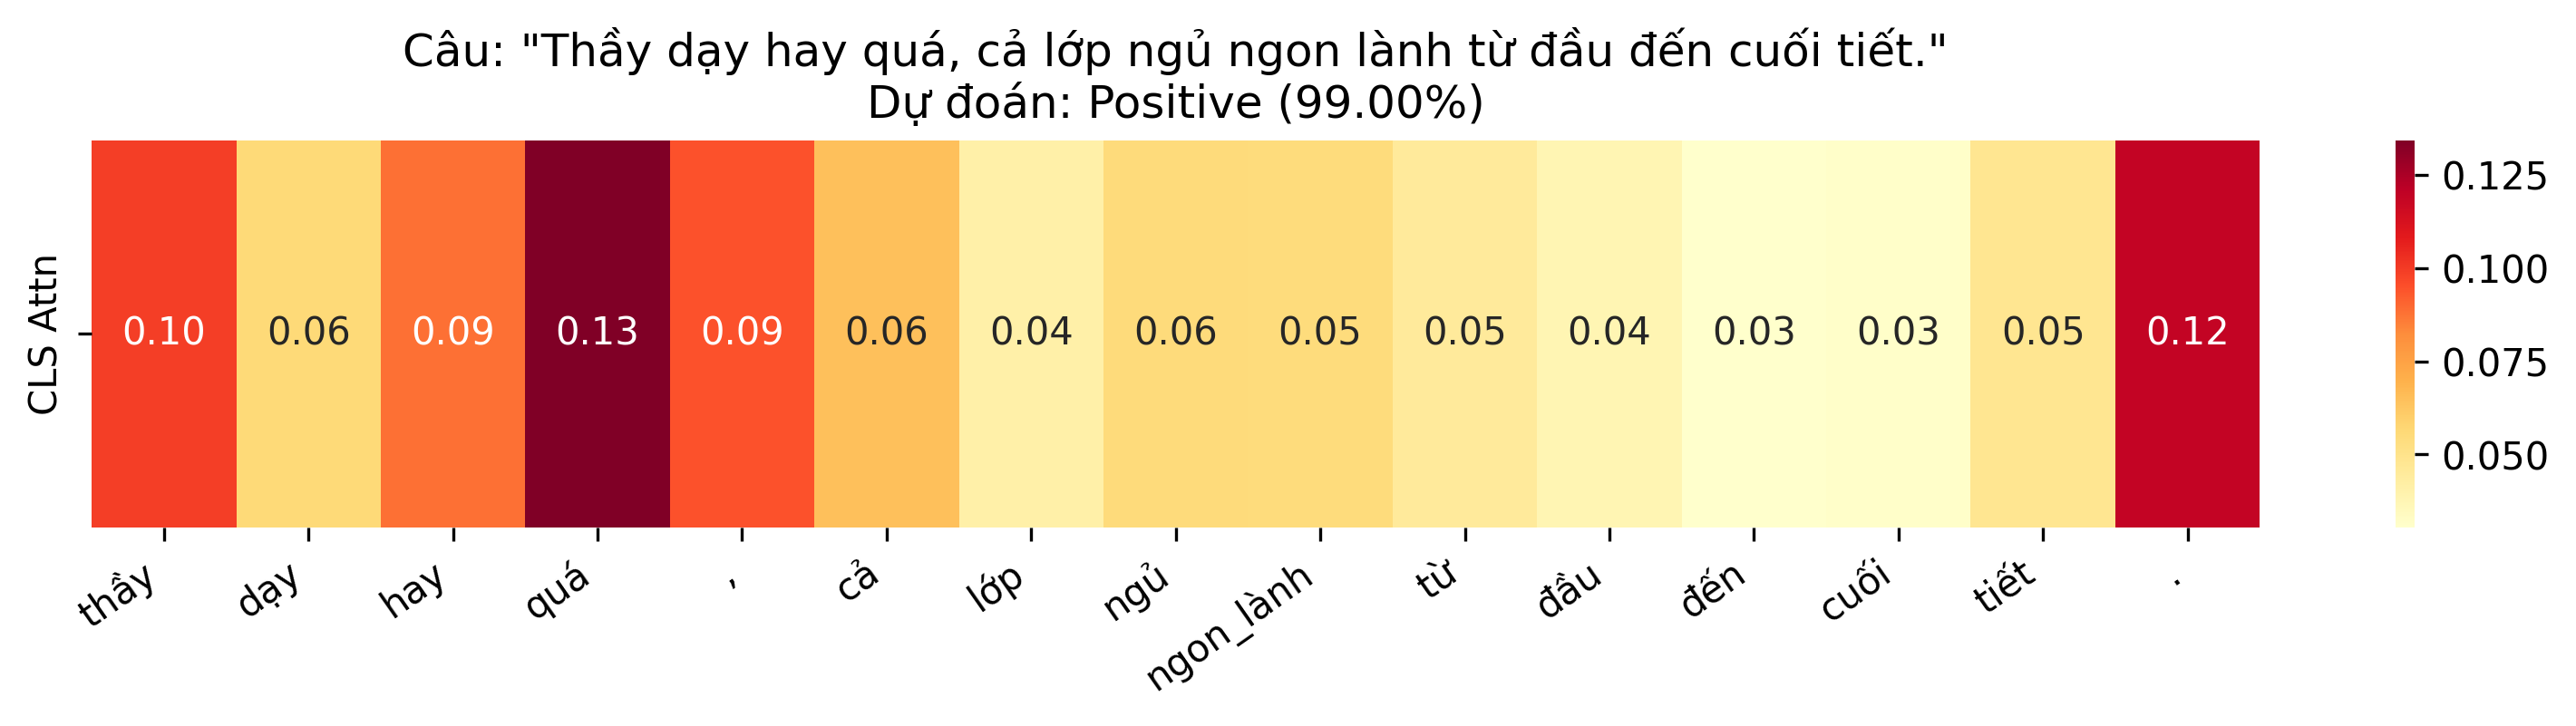 Câu: "Thầy dạy hay quá, cả lớp ngủ ngon lành từ đầu đến cuối tiết."
Dự đoán: Positive (99.00%)
CLS Attn
0.10 0.06 0.09 0.13 0.09 0.06 0.04 0.06 0.05 0.05 0.04 0.03 0.03 0.05 0.12
thầy dạy hay quá , cả lớp ngủ ngon_lành từ đầu đến cuối tiết .
0.125
0.100
0.075
0.050